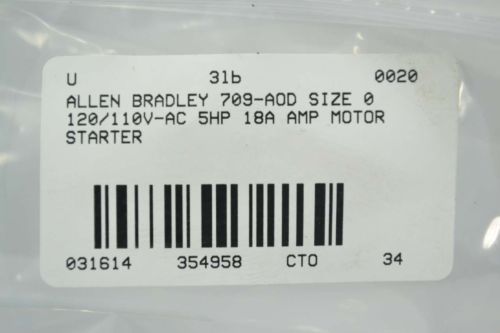 U 31b 0020
ALLEN BRADLEY 709-AOD SIZE 0
120/110V-AC 5HP 18A AMP MOTOR
STARTER
031614 354958 CTO 34